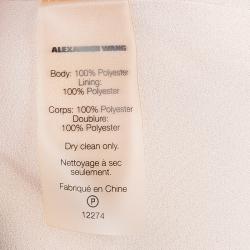 ALEXANDER WANG
Body: 100% Polyester
Lining:
100% Polyester
Corps: 100% Polyester
Doublure:
100% Polyester
Dry clean only.
Nettoyage à sec
seulement.
Fabriqué en Chine
P
12274